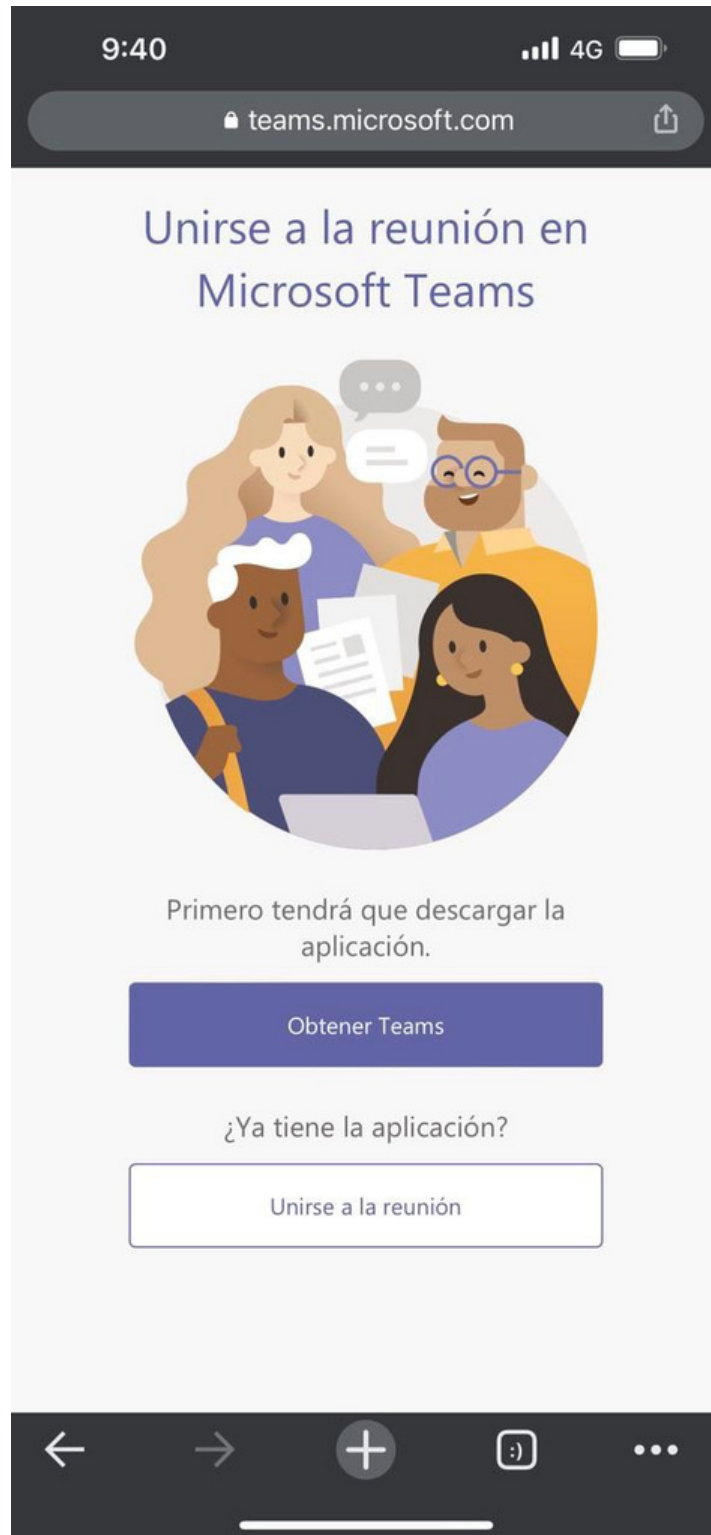 9:40
4G
teams.microsoft.com
Unirse a la reunión en
Microsoft Teams
Primero tendrá que descargar la
aplicación.
Obtener Teams
¿Ya tiene la aplicación?
Unirse a la reunión
:)